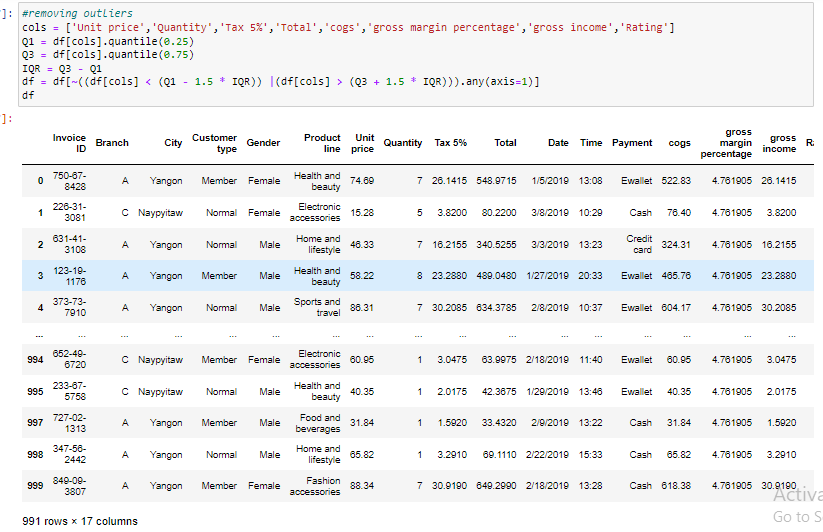 ]:
#removing outliers
cols = ['Unit price','Quantity','Tax 5%','Total','cogs','gross margin percentage','gross income','Rating']
Q1 = df[cols].quantile(0.25)
Q3 = df[cols].quantile(0.75)
IQR = Q3 - Q1
df = df[~((df[cols] < (Q1 - 1.5 * IQR)) |(df[cols] > (Q3 + 1.5 * IQR))).any(axis=1)]
df
]:
Invoice ID Branch City Customer type Gender Product line Unit price Quantity Tax 5% Total Date Time Payment cogs gross margin percentage gross income
0 750-67-8428 A Yangon Member Female Health and beauty 74.69 7 26.1415 548.9715 1/5/2019 13:08 Ewallet 522.83 4.761905 26.1415
1 226-31-3081 C Naypyitaw Normal Female Electronic accessories 15.28 5 3.8200 80.2200 3/8/2019 10:29 Cash 76.40 4.761905 3.8200
2 631-41-3108 A Yangon Normal Male Home and lifestyle 46.33 7 16.2155 340.5255 3/3/2019 13:23 Credit card 324.31 4.761905 16.2155
3 123-19-1176 A Yangon Member Male Health and beauty 58.22 8 23.2880 489.0480 1/27/2019 20:33 Ewallet 465.76 4.761905 23.2880
4 373-73-7910 A Yangon Normal Male Sports and travel 86.31 7 30.2085 634.3785 2/8/2019 10:37 Ewallet 604.17 4.761905 30.2085
... ... ... ... ... ... ... ... ... ... ... ... ... ... ... ... ...
994 652-49-6720 C Naypyitaw Member Female Electronic accessories 60.95 1 3.0475 63.9975 2/18/2019 11:40 Ewallet 60.95 4.761905 3.0475
995 233-67-5758 C Naypyitaw Normal Male Health and beauty 40.35 1 2.0175 42.3675 1/29/2019 13:46 Ewallet 40.35 4.761905 2.0175
997 727-02-1313 A Yangon Member Male Food and beverages 31.84 1 1.5920 33.4320 2/9/2019 13:22 Cash 31.84 4.761905 1.5920
998 347-56-2442 A Yangon Normal Male Home and lifestyle 65.82 1 3.2910 69.1110 2/22/2019 15:33 Cash 65.82 4.761905 3.2910
999 849-09-3807 A Yangon Member Female Fashion accessories 88.34 7 30.9190 649.2990 2/18/2019 13:28 Cash 618.38 4.761905 30.9190
Activa
Go to S
991 rows × 17 columns